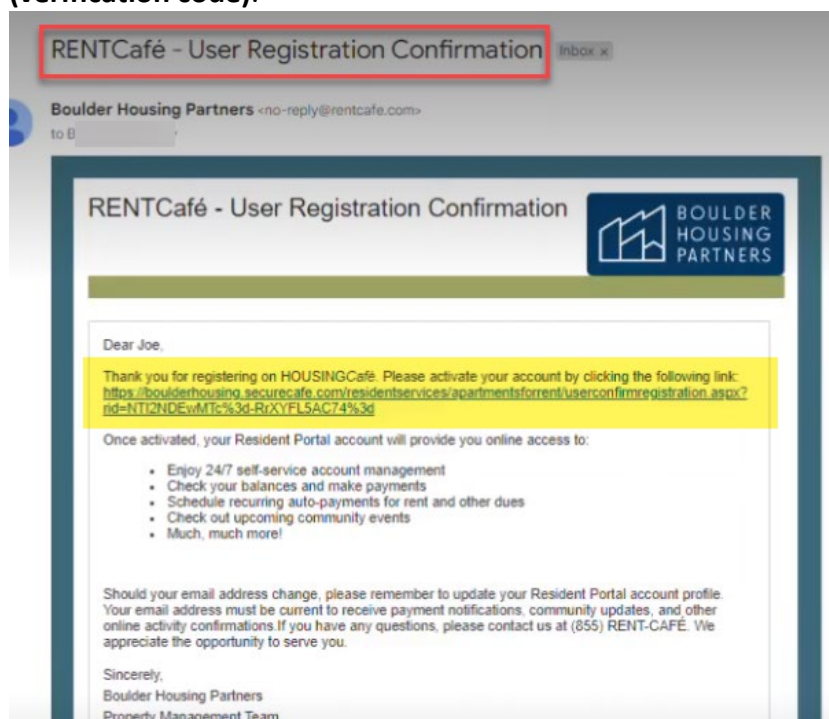 (verification code).
RENTCafé - User Registration Confirmation Inbox x
Boulder Housing Partners <no-reply@rentcafe.com>
to B
RENTCafé - User Registration Confirmation
BOULDER
HOUSING
PARTNERS
Dear Joe,
Thank you for registering on HOUSINGCafé. Please activate your account by clicking the following link:
https://boulderhousing.securecafe.com/residentservices/apartmentsforrent/userconfirmregistration.aspx?
rid=NTI2NDEwMTc%3d-RrXYFL5AC74%3d
Once activated, your Resident Portal account will provide you online access to:
• Enjoy 24/7 self-service account management
• Check your balances and make payments
• Schedule recurring auto-payments for rent and other dues
• Check out upcoming community events
• Much, much more!
Should your email address change, please remember to update your Resident Portal account profile.
Your email address must be current to receive payment notifications, community updates, and other
online activity confirmations.If you have any questions, please contact us at (855) RENT-CAFÉ. We
appreciate the opportunity to serve you.
Sincerely,
Boulder Housing Partners
Property Management Team